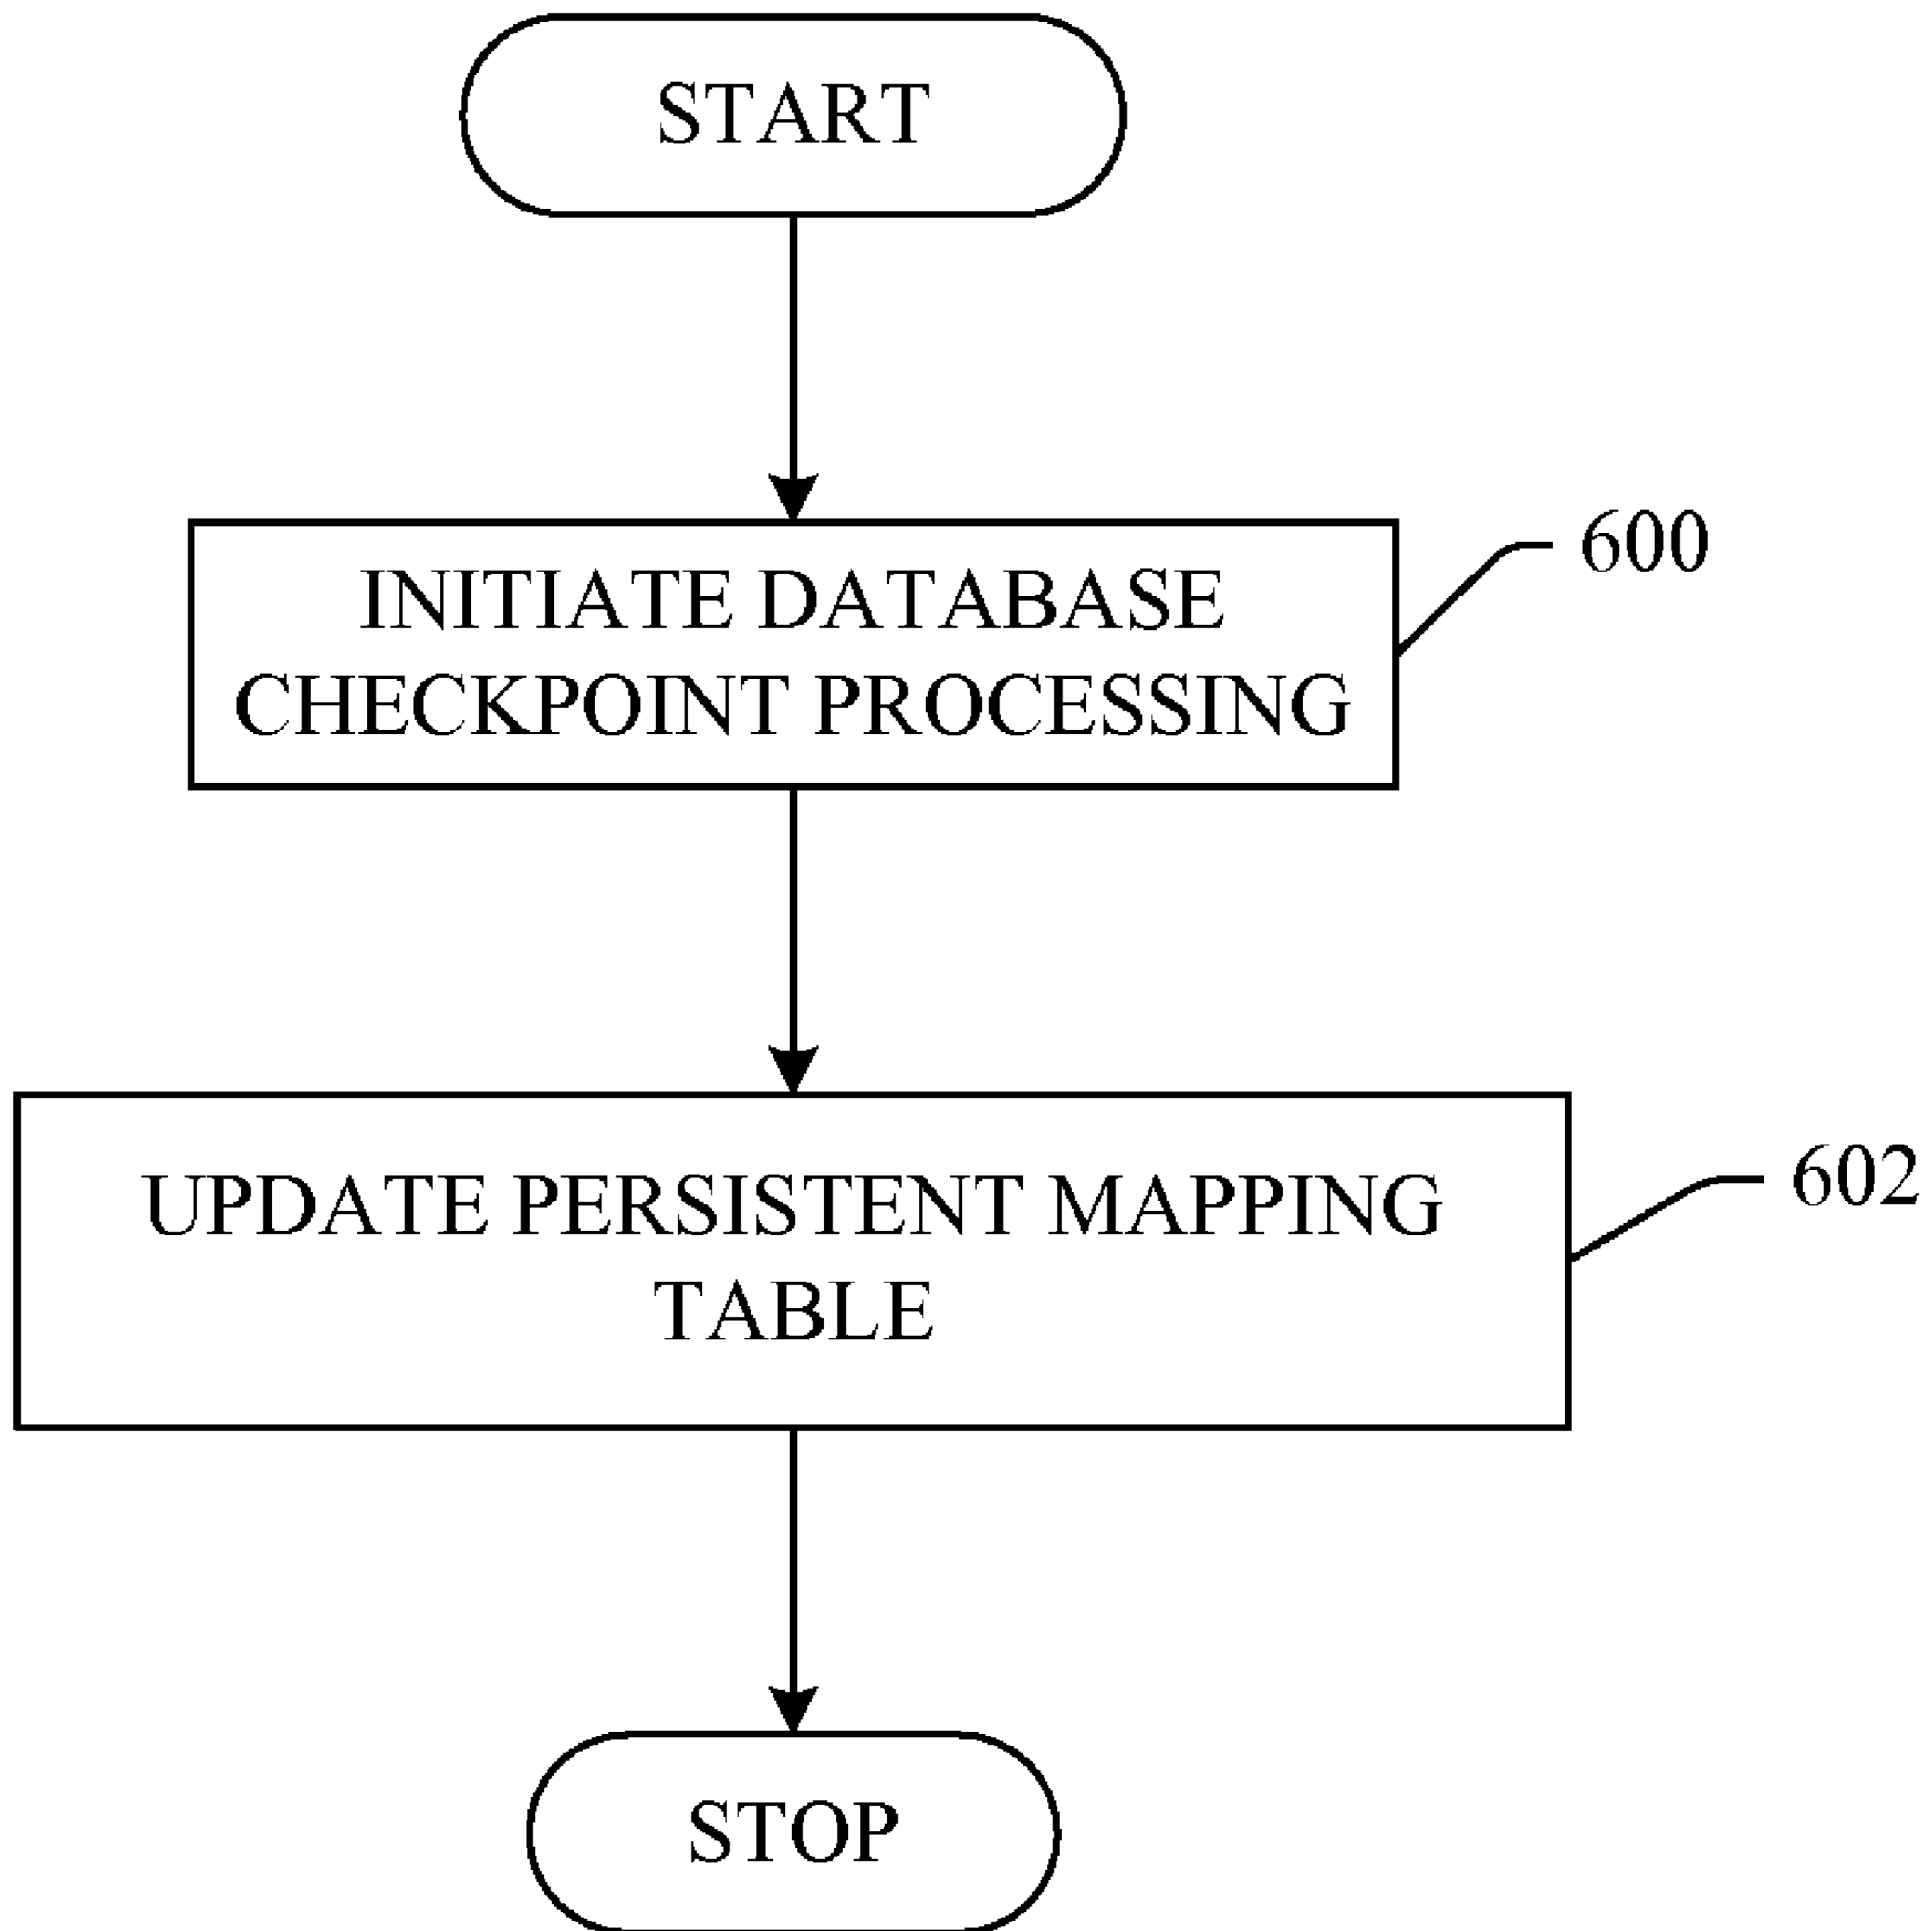 START
INITIATE DATABASE
CHECKPOINT PROCESSING
600
UPDATE PERSISTENT MAPPING
TABLE
602
STOP